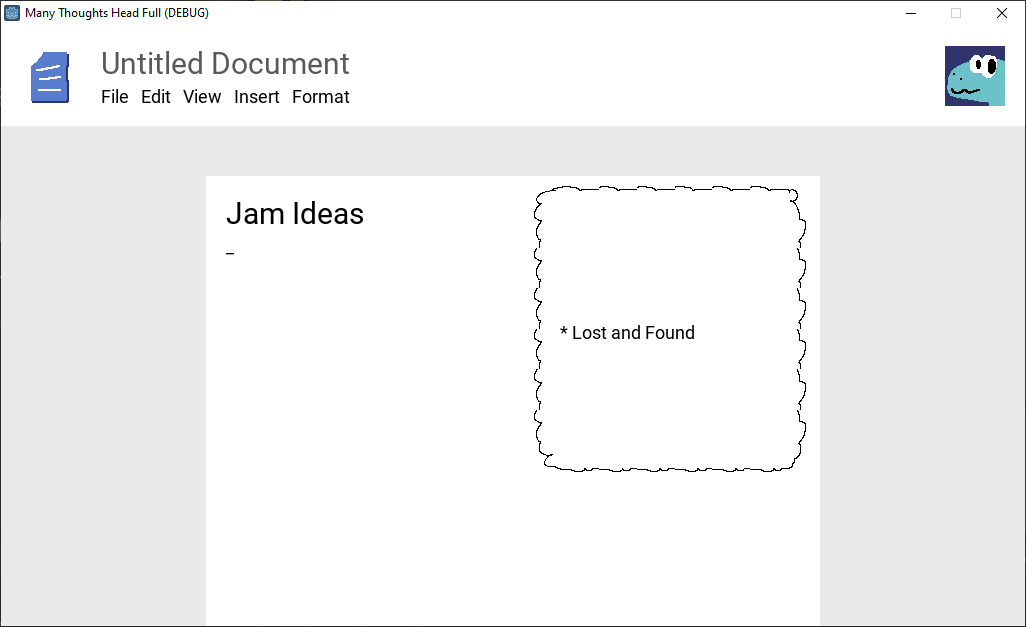 Many Thoughts Head Full (DEBUG)
Untitled Document
File Edit View Insert Format
Jam Ideas
_
* Lost and Found